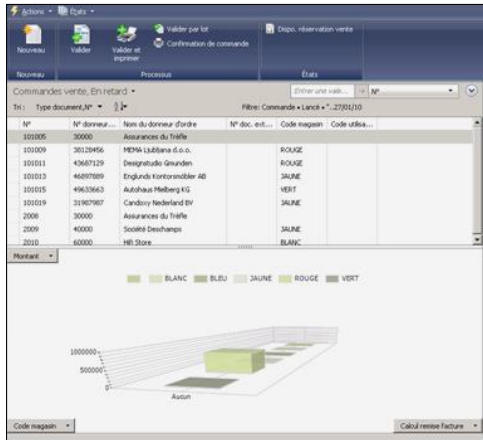 Actions États
Nouveau
Valider
Valider et imprimer
Valider par lot
Confirmation de commande
Dispo. réservation vente
Nouveau Processus États
Commandes vente, En retard
Entrer une vale... N°
Tri: Type document,N° Filtre: Commande • Lancé • ''..27/01/10
N° N° donneur... Nom du donneur d'ordre N° doc. ext... Code magasin Code utilisa...
101005 30000 Assurances du Trèfle
101009 38128456 MEMA Ljubljana d.o.o. ROUGE
101011 43687129 Designstudio Gmunden ROUGE
101013 46897889 Englunds Kontorsmöbler AB JAUNE
101015 49633663 Autohaus Mielberg KG VERT
101019 31987987 Candoxy Nederland BV JAUNE
2008 30000 Assurances du Trèfle
2009 40000 Société Deschamps JAUNE
2010 60000 Hifi Store BLANC
Montant
BLANC BLEU JAUNE ROUGE VERT
1000000
500000
0
Aucun
Code magasin Calcul remise facture